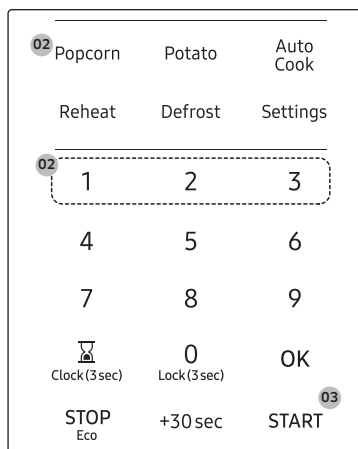 02
Popcorn Potato Auto Cook
Reheat Defrost Settings
02
1 2 3
4 5 6
7 8 9
0 OK
Clock(3 sec) Lock(3 sec)
03
STOP +30 sec START
Eco